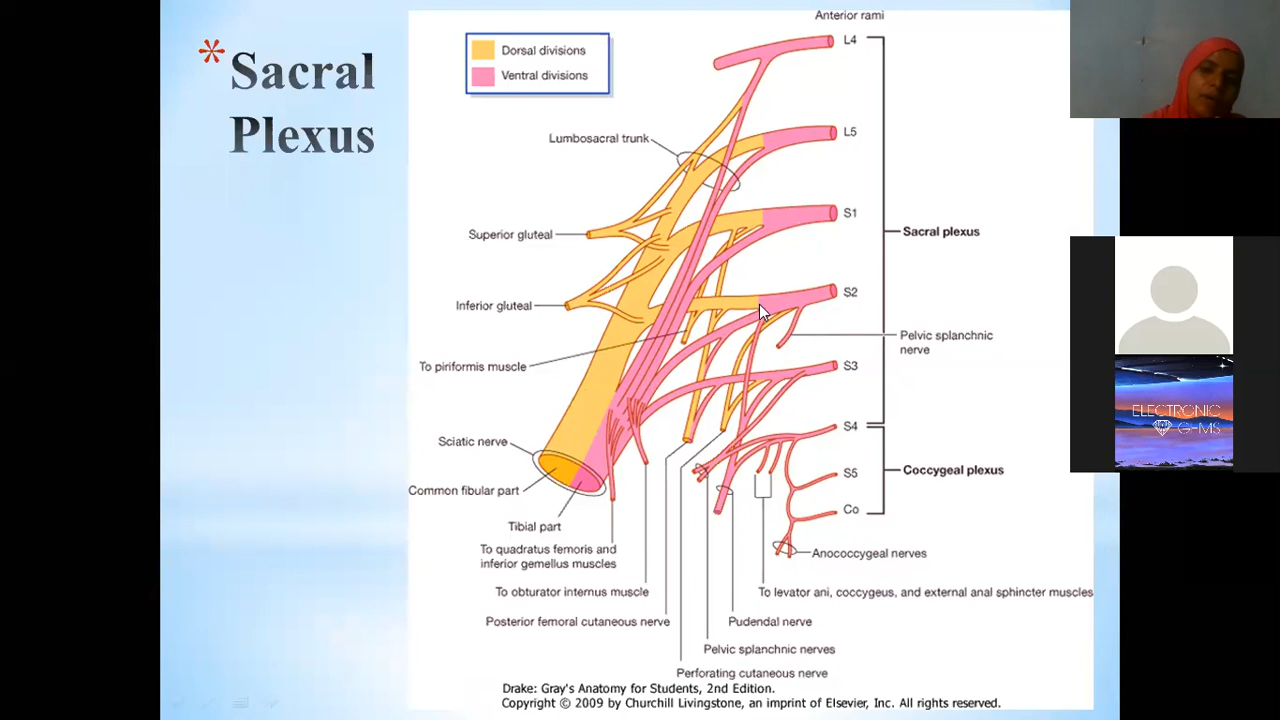 * Sacral
Plexus
Anterior rami
Dorsal divisions
Ventral divisions
L4
Lumbosacral trunk
L5
Superior gluteal
S1
Sacral plexus
Inferior gluteal
S2
Pelvic splanchnic
nerve
To piriformis muscle
S3
Sciatic nerve
S4
Common fibular part
S5
Coccygeal plexus
Tibial part
Co
To quadratus femoris and
inferior gemellus muscles
Anococcygeal nerves
To obturator internus muscle
To levator ani, coccygeus, and external anal sphincter muscles
Posterior femoral cutaneous nerve
Pudendal nerve
Pelvic splanchnic nerves
Perforating cutaneous nerve
Drake: Gray's Anatomy for Students, 2nd Edition.
Copyright © 2009 by Churchill Livingstone, an imprint of Elsevier, Inc. All rights reserved.
ELECTRONIC
GEMS